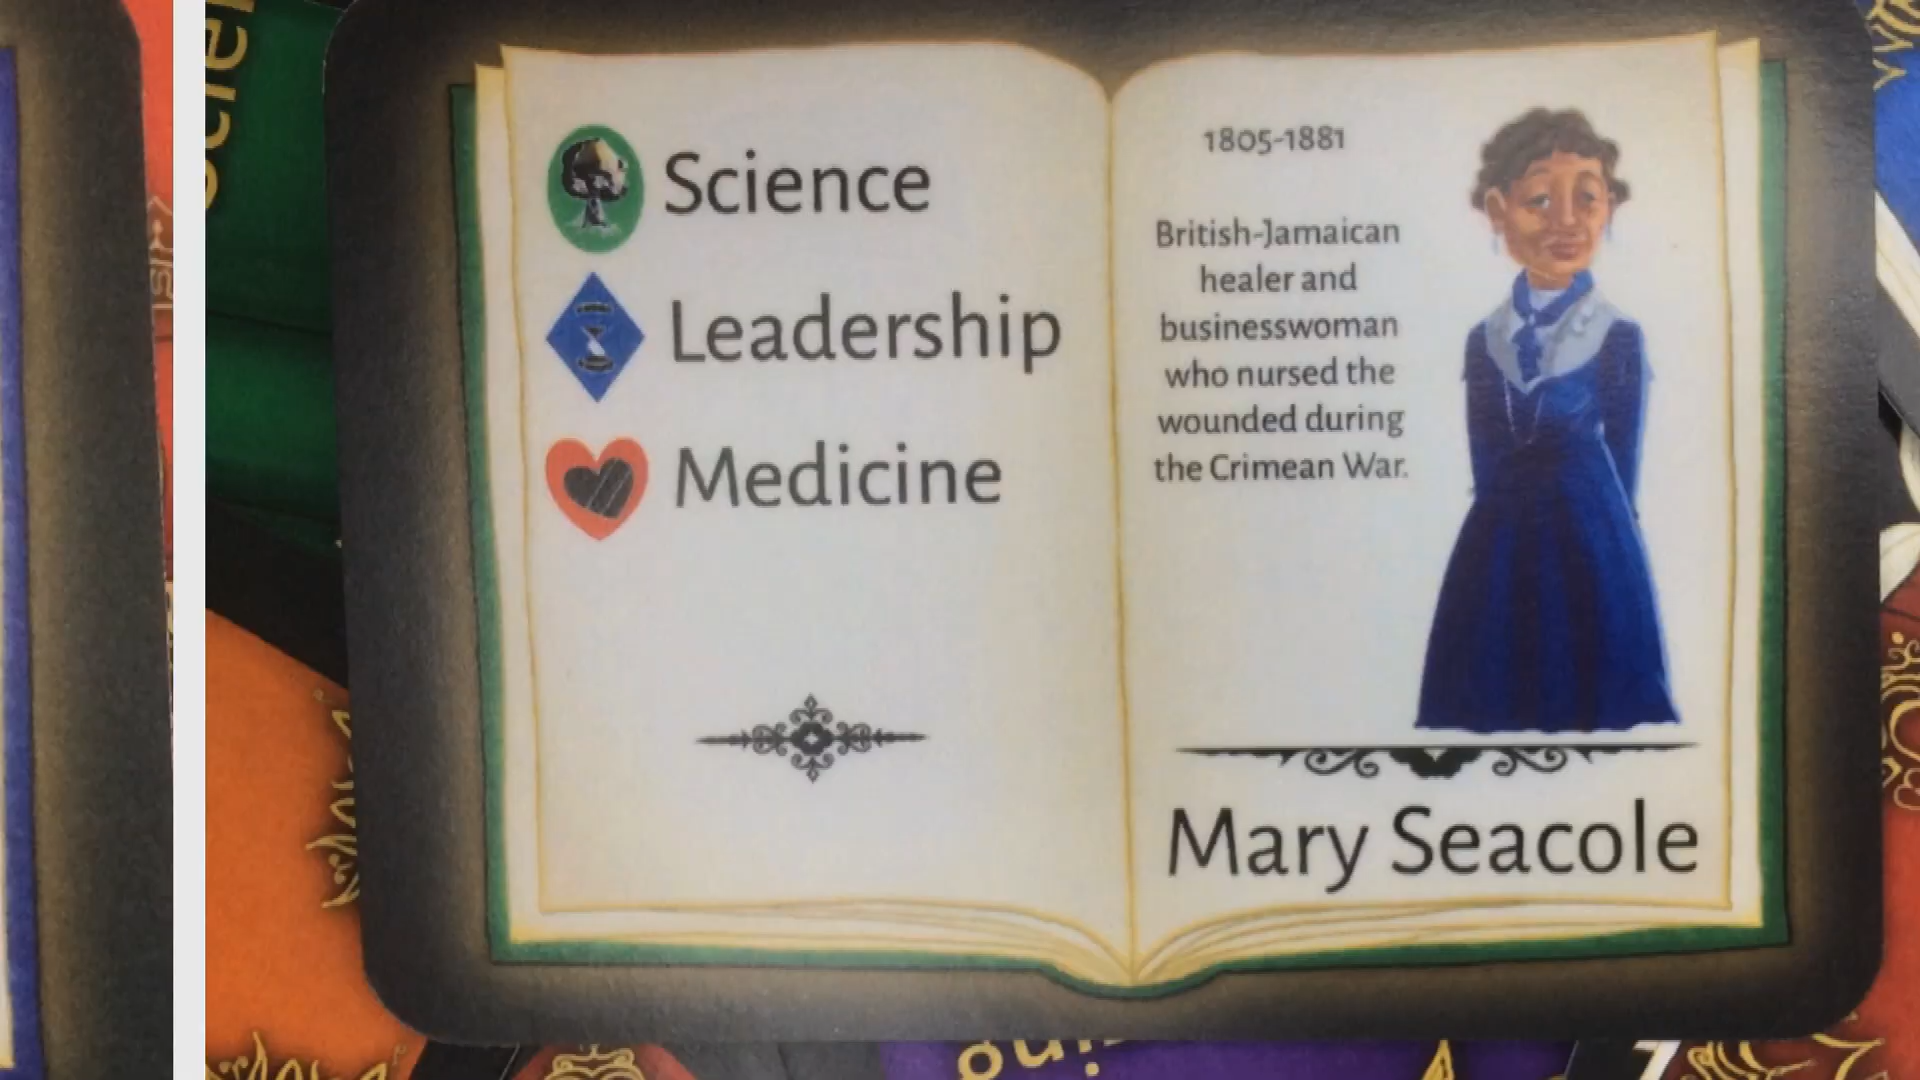 Science
Leadership
Medicine
1805-1881
British-Jamaican
healer and
businesswoman
who nursed the
wounded during
the Crimean War.
Mary Seacole